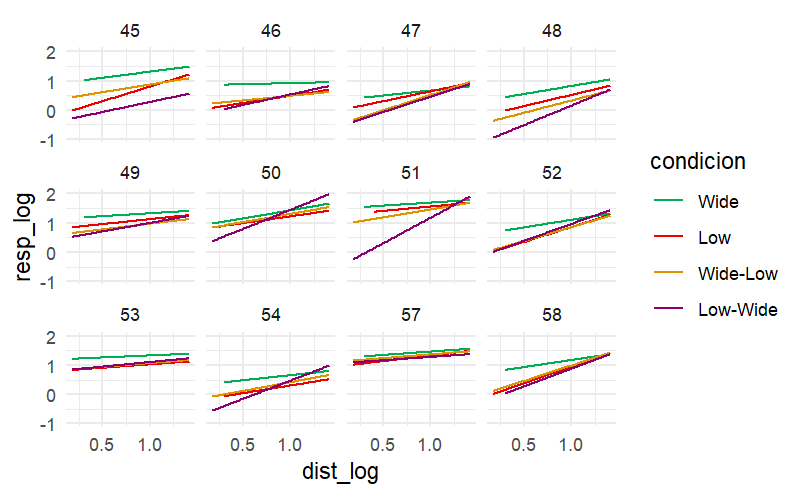 45 46 47 48
2
1
0
-1
49 50 51 52
2
1
0
-1
53 54 57 58
2
1
0
-1
0.5 1.0 0.5 1.0 0.5 1.0 0.5 1.0
dist_log
resp_log
condicion
Wide
Low
Wide-Low
Low-Wide